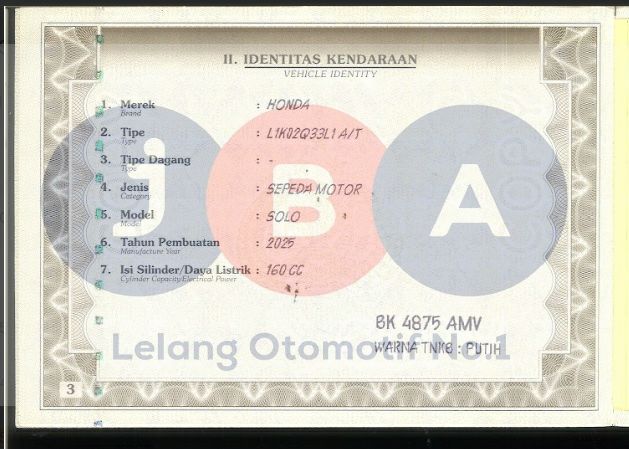 II. IDENTITAS KENDARAAN
VEHICLE IDENTITY
1. Merek : HONDA
Brand
2. Tipe : L1K02Q33L1 A/T
Type
3. Tipe Dagang : -
Type
4. Jenis : SEPEDA MOTOR
Category
5. Model : SOLO
Model
6. Tahun Pembuatan : 2025
Manufacture Year
7. Isi Silinder/Daya Listrik : 160 CC
Cylinder Capacity/Electrical Power
jBA
BK 4875 AMV
Lelang Otomotif No.1
WARNA TNKB : PUTIH
3